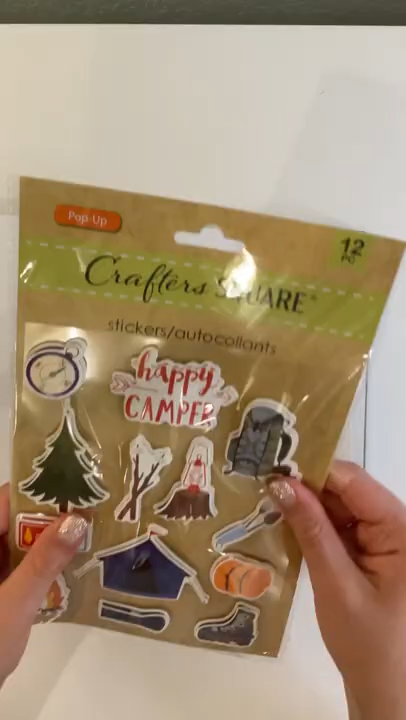 Pop-Up
12
PC
Crafters SQUARE®
stickers/autocollants
happy
CAMPER